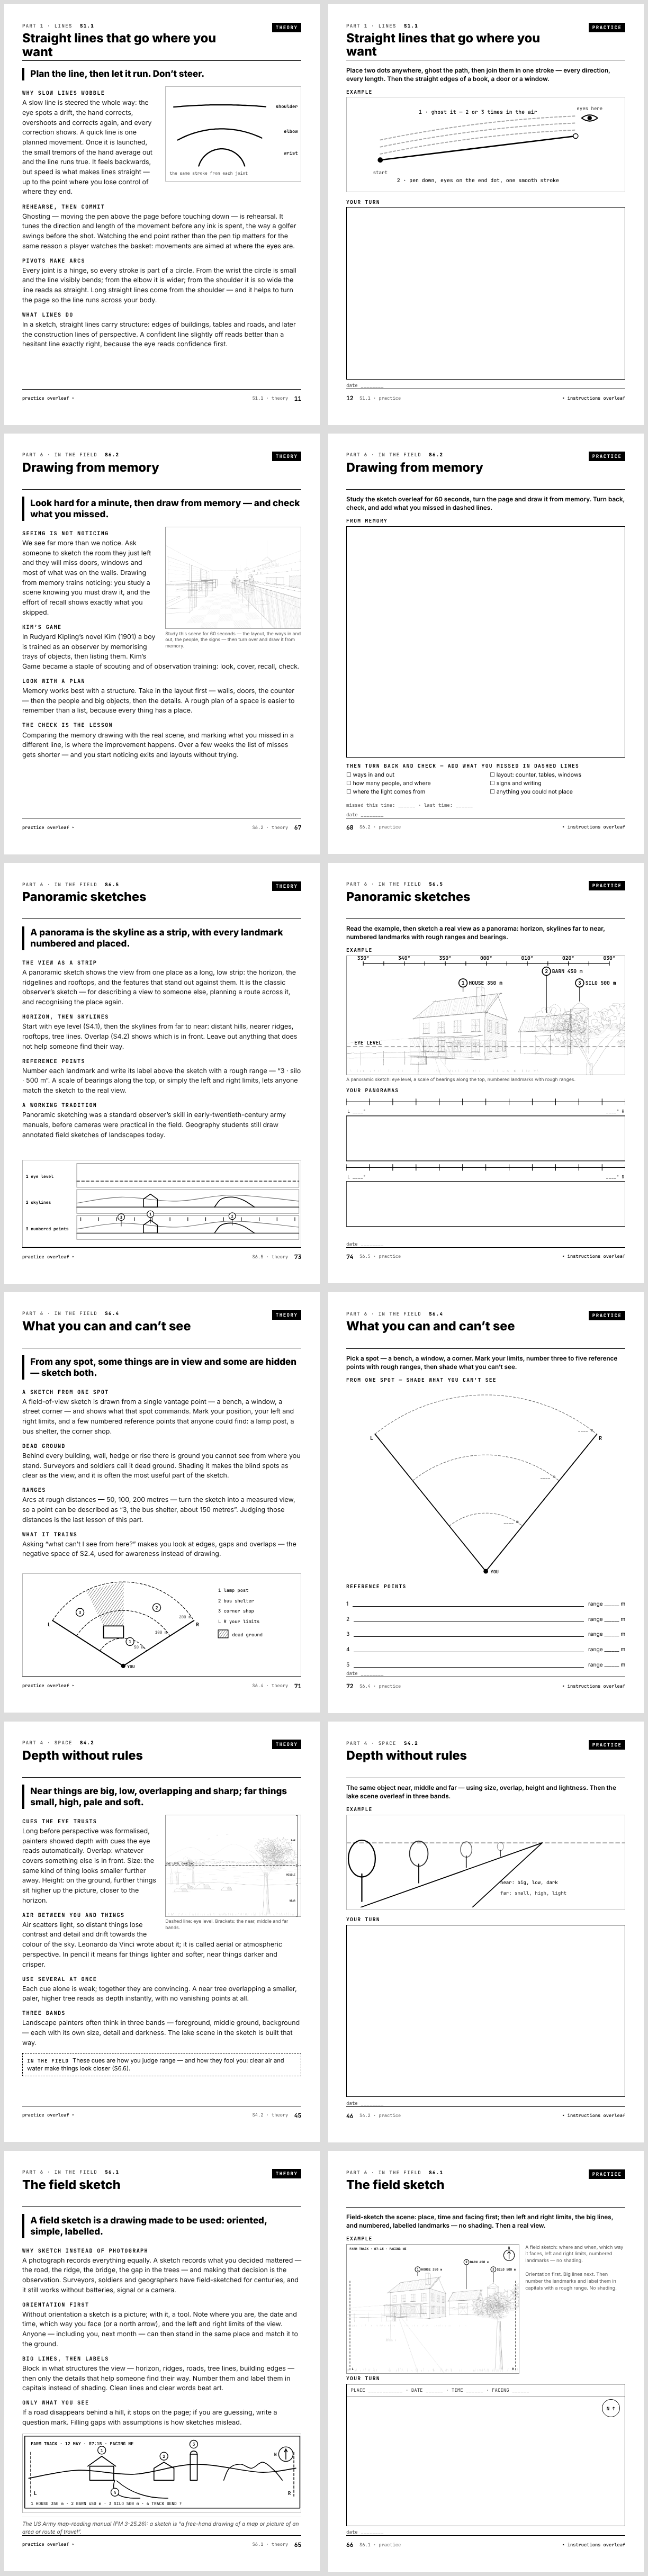 PART 1 · LINES S1.1
THEORY
Straight lines that go where you
want
Plan the line, then let it run. Don’t steer.
WHY SLOW LINES WOBBLE
A slow line is steered the whole way: the
eye spots a drift, the hand corrects,
overshoots and corrects again, and every
correction shows. A quick line is one
planned movement. Once it is launched,
the small tremors of the hand average out
and the line runs true. It feels backwards,
but speed is what makes lines straight —
up to the point where you lose control of
where they end.
shoulder
elbow
wrist
the same stroke from each joint
REHEARSE, THEN COMMIT
Ghosting — moving the pen above the page before touching down — is rehearsal. It
tunes the direction and length of the movement before any ink is spent, the way a golfer
swings before the shot. Watching the end point rather than the pen tip matters for the
same reason a player watches the basket: movements are aimed at where the eyes are.
PIVOTS MAKE ARCS
Every joint is a hinge, so every stroke is part of a circle. From the wrist the circle is small
and the line visibly bends; from the elbow it is wider; from the shoulder it is so wide the
line reads as straight. Long straight lines come from the shoulder — and it helps to turn
the page so the line runs across your body.
WHAT LINES DO
In a sketch, straight lines carry structure: edges of buildings, tables and roads, and later
the construction lines of perspective. A confident line slightly off reads better than a
hesitant line exactly right, because the eye reads confidence first.
practice overleaf •
S1.1 · theory 11
PART 1 · LINES S1.1
PRACTICE
Straight lines that go where you
want
Place two dots anywhere, ghost the path, then join them in one stroke — every direction,
every length. Then the straight edges of a book, a door or a window.
EXAMPLE
1 · ghost it — 2 or 3 times in the air
eyes here
start
2 · pen down, eyes on the end dot, one smooth stroke
YOUR TURN
date ________
12 S1.1 · practice
• instructions overleaf
PART 6 · IN THE FIELD S6.2
THEORY
Drawing from memory
Look hard for a minute, then draw from memory — and check
what you missed.
SEEING IS NOT NOTICING
We see far more than we notice. Ask
someone to sketch the room they just left
and they will miss doors, windows and
most of what was on the walls. Drawing
from memory trains noticing: you study a
scene knowing you must draw it, and the
effort of recall shows exactly what you
skipped.
Study this scene for 60 seconds — the layout, the ways in and
out, the people, the signs — then turn over and draw it from
memory.
KIM’S GAME
In Rudyard Kipling’s novel Kim (1901) a boy
is trained as an observer by memorising
trays of objects, then listing them. Kim’s
Game became a staple of scouting and of observation training: look, cover, recall, check.
LOOK WITH A PLAN
Memory works best with a structure. Take in the layout first — walls, doors, the counter
— then the people and big objects, then the details. A rough plan of a space is easier to
remember than a list, because every thing has a place.
THE CHECK IS THE LESSON
Comparing the memory drawing with the real scene, and marking what you missed in a
different line, is where the improvement happens. Over a few weeks the list of misses
gets shorter — and you start noticing exits and layouts without trying.
practice overleaf •
S6.2 · theory 67
PART 6 · IN THE FIELD S6.2
PRACTICE
Drawing from memory
Study the sketch overleaf for 60 seconds, turn the page and draw it from memory. Turn back,
check, and add what you missed in dashed lines.
FROM MEMORY
THEN TURN BACK AND CHECK — ADD WHAT YOU MISSED IN DASHED LINES
☐ ways in and out
☐ layout: counter, tables, windows
☐ how many people, and where
☐ signs and writing
☐ where the light comes from
☐ anything you could not place
missed this time: ______ · last time: ______
date ________
68 S6.2 · practice
• instructions overleaf
PART 6 · IN THE FIELD S6.5
THEORY
Panoramic sketches
A panorama is the skyline as a strip, with every landmark
numbered and placed.
THE VIEW AS A STRIP
A panoramic sketch shows the view from one place as a long, low strip: the horizon, the
ridgelines and rooftops, and the features that stand out against them. It is the classic
observer’s sketch — for describing a view to someone else, planning a route across it,
and recognising the place again.
HORIZON, THEN SKYLINES
Start with eye level (S4.1), then the skylines from far to near: distant hills, nearer ridges,
rooftops, tree lines. Overlap (S4.2) shows which is in front. Leave out anything that does
not help someone find their way.
REFERENCE POINTS
Number each landmark and write its label above the sketch with a rough range — “3 · silo
· 500 m”. A scale of bearings along the top, or simply the left and right limits, lets anyone
match the sketch to the real view.
A WORKING TRADITION
Panoramic sketching was a standard observer’s skill in early-twentieth-century army
manuals, before cameras were practical in the field. Geography students still draw
annotated field sketches of landscapes today.
1 eye level
2 skylines
3 numbered points
practice overleaf •
S6.5 · theory 73
PART 6 · IN THE FIELD S6.5
PRACTICE
Panoramic sketches
Read the example, then sketch a real view as a panorama: horizon, skylines far to near,
numbered landmarks with rough ranges and bearings.
EXAMPLE
330° 340° 350° 000° 010° 020° 030°
2 BARN 450 m
1 HOUSE 350 m
3 SILO 500 m
EYE LEVEL
A panoramic sketch: eye level, a scale of bearings along the top, numbered landmarks with rough ranges.
YOUR PANORAMAS
L ____°
____° R
L ____°
____° R
date ________
74 S6.5 · practice
• instructions overleaf
PART 6 · IN THE FIELD S6.4
THEORY
What you can and can’t see
From any spot, some things are in view and some are hidden
— sketch both.
A SKETCH FROM ONE SPOT
A field-of-view sketch is drawn from a single vantage point — a bench, a window, a
street corner — and shows what that spot commands. Mark your position, your left and
right limits, and a few numbered reference points that anyone could find: a lamp post, a
bus shelter, the corner shop.
DEAD GROUND
Behind every building, wall, hedge or rise there is ground you cannot see from where you
stand. Surveyors and soldiers call it dead ground. Shading it makes the blind spots as
clear as the view, and it is often the most useful part of the sketch.
RANGES
Arcs at rough distances — 50, 100, 200 metres — turn the sketch into a measured view,
so a point can be described as “3, the bus shelter, about 150 metres”. Judging those
distances is the last lesson of this part.
WHAT IT TRAINS
Asking “what can’t I see from here?” makes you look at edges, gaps and overlaps — the
negative space of S2.4, used for awareness instead of drawing.
3
2
1
L
R
200 m
100 m
50 m
YOU
1 lamp post
2 bus shelter
3 corner shop
L R your limits
dead ground
practice overleaf •
S6.4 · theory 71
PART 6 · IN THE FIELD S6.4
PRACTICE
What you can and can’t see
Pick a spot — a bench, a window, a corner. Mark your limits, number three to five reference
points with rough ranges, then shade what you can’t see.
FROM ONE SPOT — SHADE WHAT YOU CAN’T SEE
L
R
YOU
REFERENCE POINTS
1 range _____ m
2 range _____ m
3 range _____ m
4 range _____ m
5 range _____ m
date ________
72 S6.4 · practice
• instructions overleaf
PART 4 · SPACE S4.2
THEORY
Depth without rules
Near things are big, low, overlapping and sharp; far things
small, high, pale and soft.
CUES THE EYE TRUSTS
Long before perspective was formalised,
painters showed depth with cues the eye
reads automatically. Overlap: whatever
covers something else is in front. Size: the
same kind of thing looks smaller further
away. Height: on the ground, further things
sit higher up the picture, closer to the
horizon.
FAR
MIDDLE
NEAR
Dashed line: eye level. Brackets: the near, middle and far
bands.
AIR BETWEEN YOU AND THINGS
Air scatters light, so distant things lose
contrast and detail and drift towards the
colour of the sky. Leonardo da Vinci wrote about it; it is called aerial or atmospheric
perspective. In pencil it means far things lighter and softer, near things darker and
crisper.
USE SEVERAL AT ONCE
Each cue alone is weak; together they are convincing. A near tree overlapping a smaller,
paler, higher tree reads as depth instantly, with no vanishing points at all.
THREE BANDS
Landscape painters often think in three bands — foreground, middle ground, background
— each with its own size, detail and darkness. The lake scene in the sketch is built that
way.
IN THE FIELD These cues are how you judge range — and how they fool you: clear air and
water make things look closer (S6.6).
practice overleaf •
S4.2 · theory 45
PART 4 · SPACE S4.2
PRACTICE
Depth without rules
The same object near, middle and far — using size, overlap, height and lightness. Then the
lake scene overleaf in three bands.
EXAMPLE
near: big, low, dark
far: small, high, light
YOUR TURN
date ________
46 S4.2 · practice
• instructions overleaf
PART 6 · IN THE FIELD S6.1
THEORY
The field sketch
A field sketch is a drawing made to be used: oriented,
simple, labelled.
WHY SKETCH INSTEAD OF PHOTOGRAPH
A photograph records everything equally. A sketch records what you decided mattered —
the road, the ridge, the bridge, the gap in the trees — and making that decision is the
observation. Surveyors, soldiers and geographers have field-sketched for centuries, and
it still works without batteries, signal or a camera.
ORIENTATION FIRST
Without orientation a sketch is a picture; with it, a tool. Note where you are, the date and
time, which way you face (or a north arrow), and the left and right limits of the view.
Anyone — including you, next month — can then stand in the same place and match it to
the ground.
BIG LINES, THEN LABELS
Block in what structures the view — horizon, ridges, roads, tree lines, building edges —
then only the details that help someone find their way. Number them and label them in
capitals instead of shading. Clean lines and clear words beat art.
ONLY WHAT YOU SEE
If a road disappears behind a hill, it stops on the page; if you are guessing, write a
question mark. Filling gaps with assumptions is how sketches mislead.
FARM TRACK · 12 MAY · 07:15 · FACING NE
1
2
3
4
N
L
R
1 HOUSE 350 m · 2 BARN 450 m · 3 SILO 500 m · 4 TRACK BEND ?
The US Army map-reading manual (FM 3-25.26): a sketch is “a free-hand drawing of a map or picture of an
area or route of travel”.
practice overleaf •
S6.1 · theory 65
PART 6 · IN THE FIELD S6.1
PRACTICE
The field sketch
Field-sketch the scene: place, time and facing first; then left and right limits, the big lines,
and numbered, labelled landmarks — no shading. Then a real view.
EXAMPLE
FARM TRACK · 07:15 · FACING NE
2 BARN 450 m
1 HOUSE 350 m
3 SILO 500 m
A field sketch: where and when, which way
it faces, left and right limits, numbered
landmarks — no shading.
Orientation first. Big lines next. Then
number the landmarks and label them in
capitals with a rough range. No shading.
YOUR TURN
PLACE ____________ · DATE ______ · TIME ______ · FACING ______
N ↑
date ________
66 S6.1 · practice
• instructions overleaf